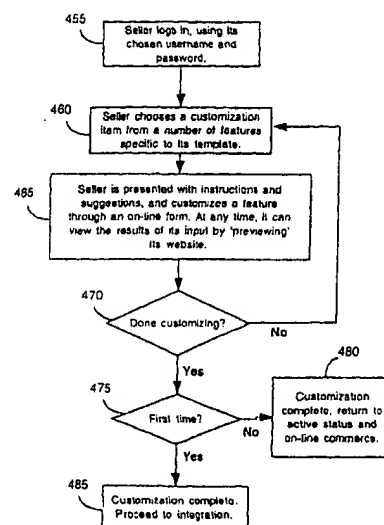 455
Seller logs in, using its
chosen username and
password.
460
Seller chooses a customization
item from a number of features
specific to its template.
465
Seller is presented with instructions and
suggestions, and customizes a feature
through an on-line form. At any time, it can
view the results of its input by 'previewing'
its website.
470
Done customizing?
No
Yes
480
Customization
complete, return to
active status and
on-line commerce.
475
First time?
No
Yes
485
Customization complete.
Proceed to integration.